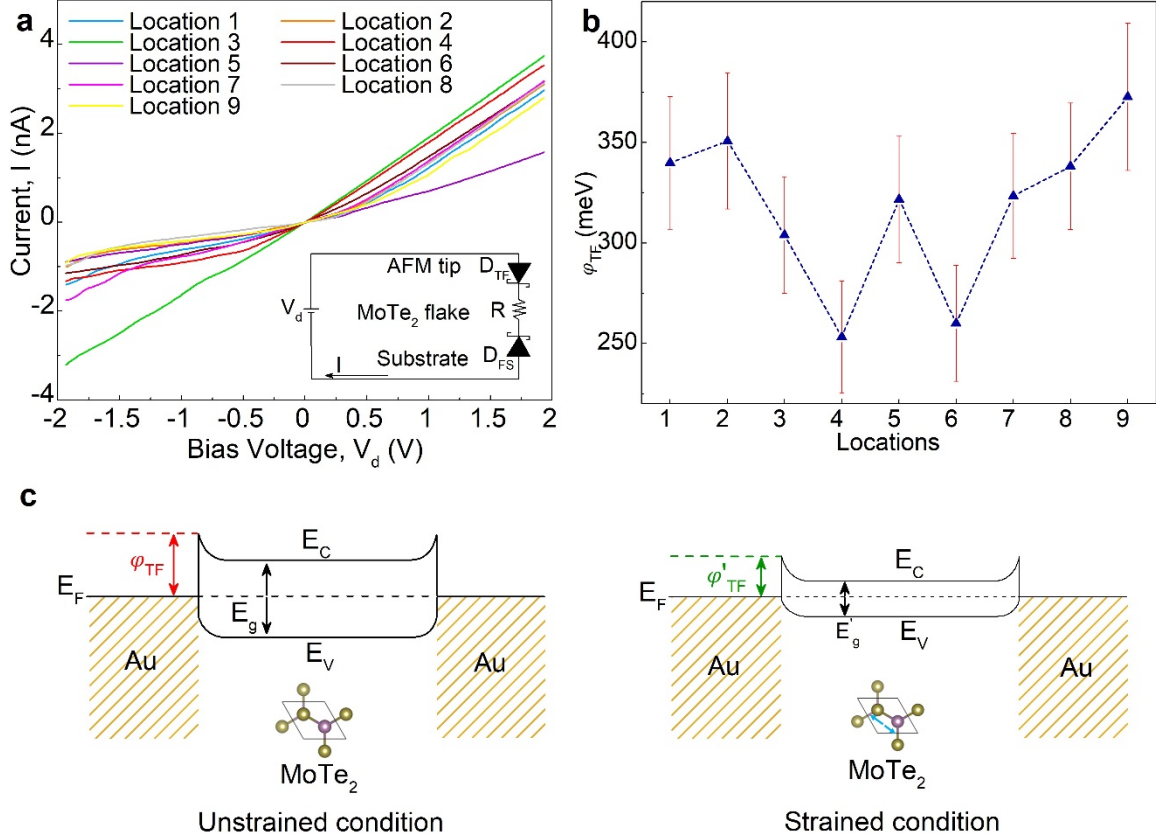 a
Current, I (nA)
4
2
0
-2
-4
Location 1
Location 2
Location 3
Location 4
Location 5
Location 6
Location 7
Location 8
Location 9
AFM tip D_TF
V_d
MoTe₂ flake R
Substrate D_FS
I
-2 -1.5 -1 -0.5 0 0.5 1 1.5 2
Bias Voltage, V_d (V)
b
φ_TF (meV)
400
350
300
250
1 2 3 4 5 6 7 8 9
Locations
c
φ_TF
E_C
E_F
E_g
E_V
Au
Au
MoTe₂
Unstrained condition
φ'_TF
E_C
E_F
E'_g
E_V
Au
Au
MoTe₂
Strained condition